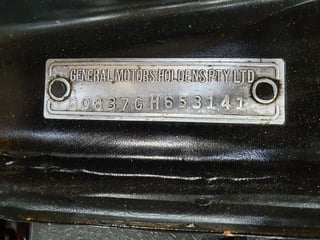 GENERAL MOTORS HOLDENS PTY LTD
80837GH653141